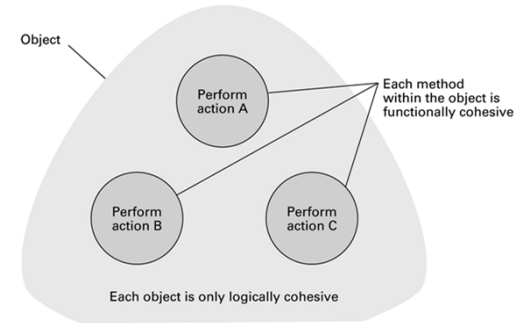 Object
Perform
action A
Each method
within the object is
functionally cohesive
Perform
action B
Perform
action C
Each object is only logically cohesive